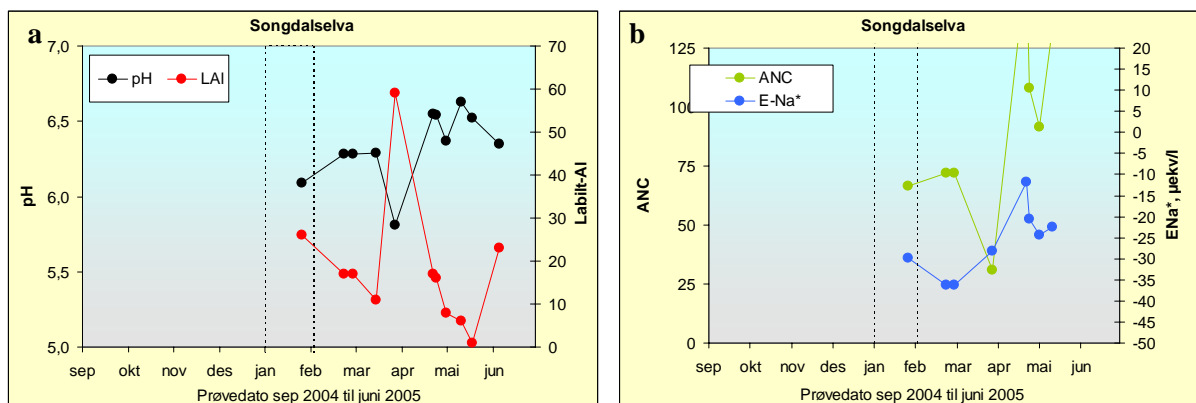 Songdalselva
a
pH LAI
7,0
6,5
6,0
5,5
5,0
pH
70
60
50
40
30
20
10
0
Labilt-Al
sep okt nov des jan feb mar apr mai jun
Prøvedato sep 2004 til juni 2005
Songdalselva
b
ANC
E-Na*
125
100
75
50
25
0
ANC
20
15
10
5
0
-5
-10
-15
-20
-25
-30
-35
-40
-45
-50
ENa*, µekv/l
sep okt nov des jan feb mar apr mai jun
Prøvedato sep 2004 til juni 2005